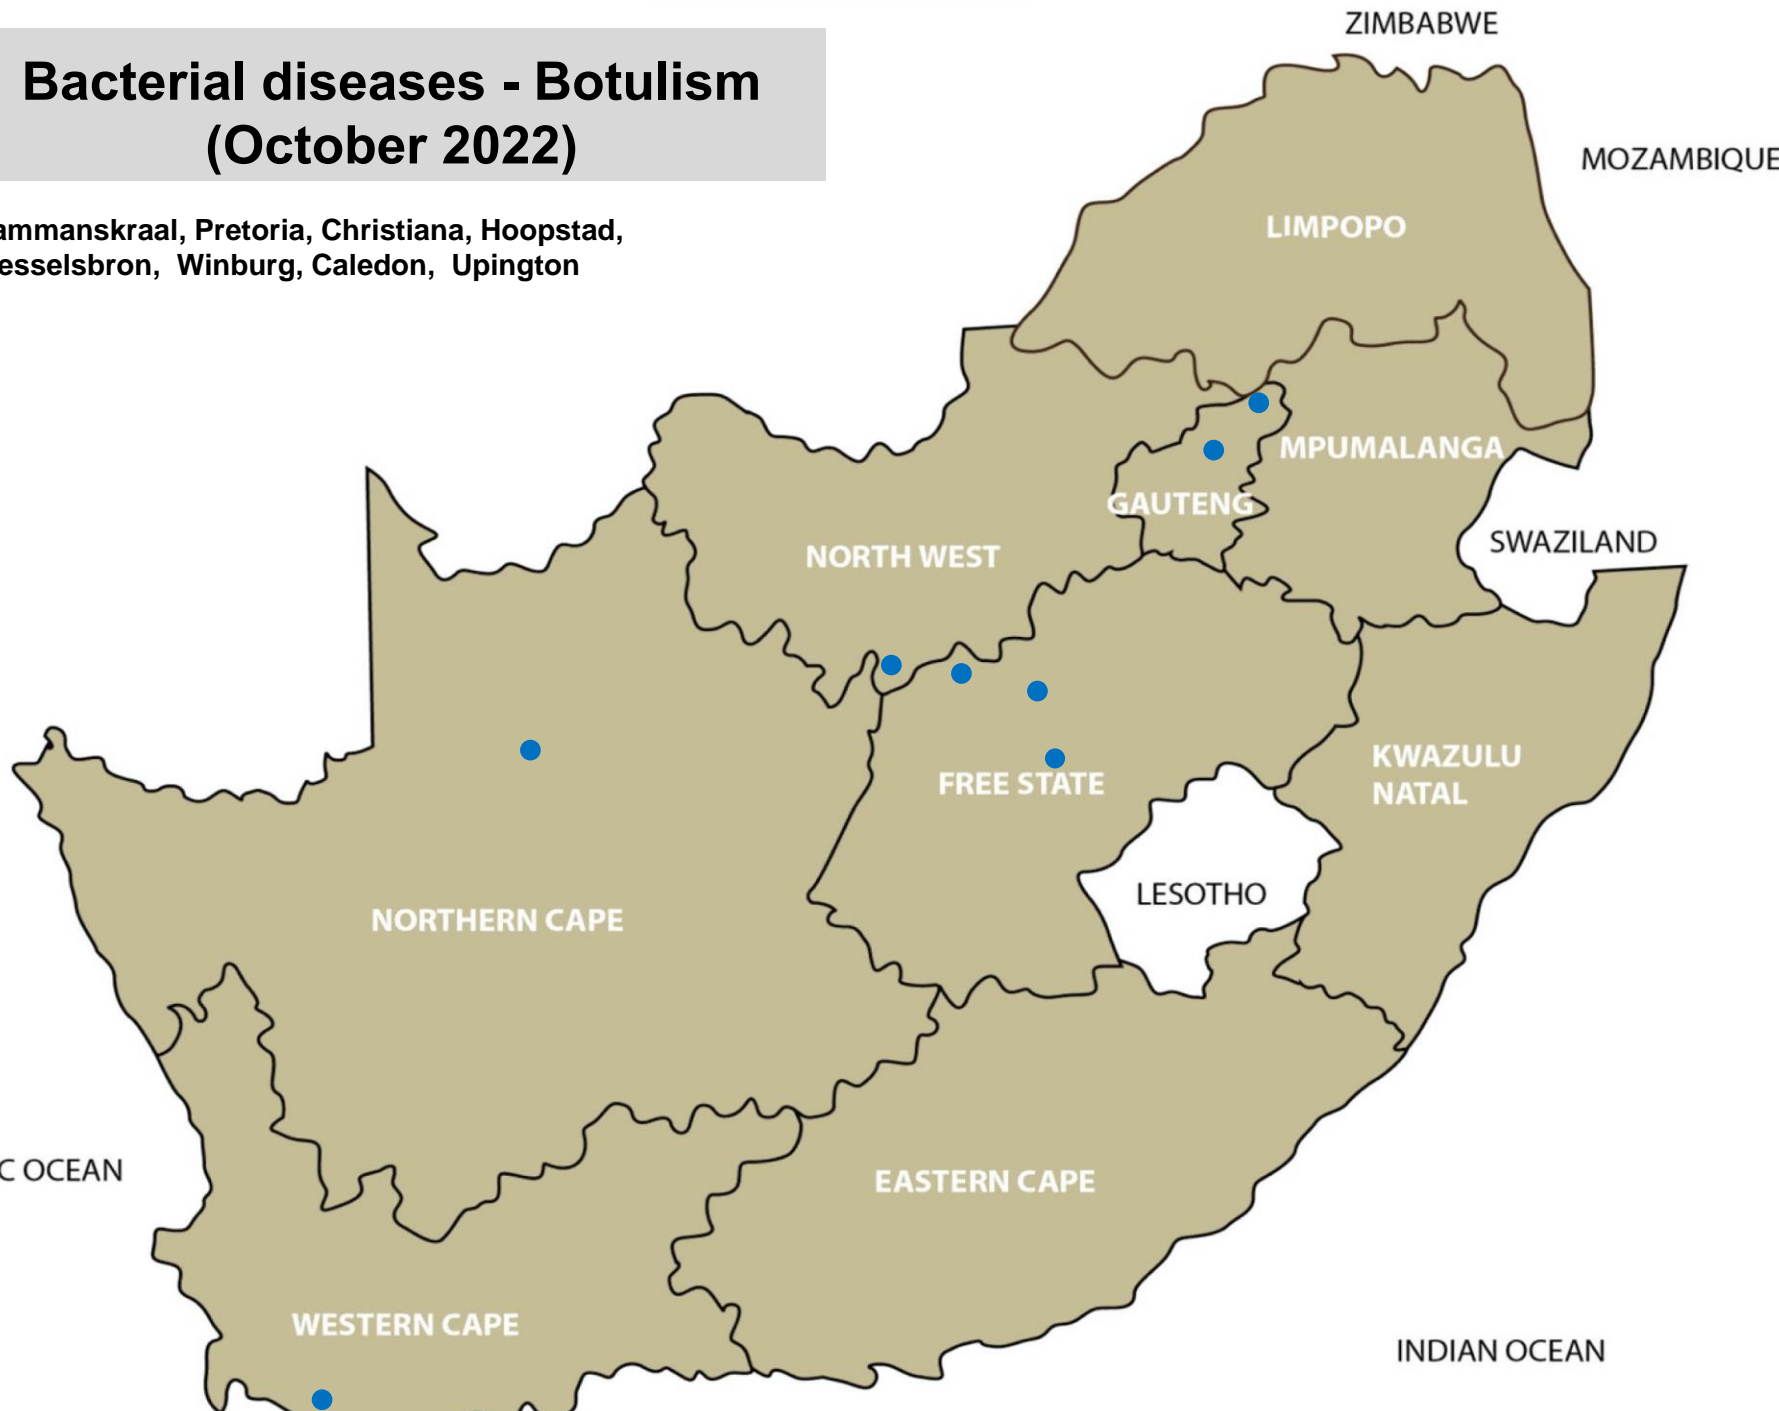 ZIMBABWE
Bacterial diseases - Botulism
(October 2022)
MOZAMBIQUE
ammanskraal, Pretoria, Christiana, Hoopstad,
esselsbron, Winburg, Caledon, Upington
LIMPOPO
MPUMALANGA
GAUTENG
SWAZILAND
NORTH WEST
KWAZULU
NATAL
FREE STATE
LESOTHO
NORTHERN CAPE
C OCEAN
EASTERN CAPE
WESTERN CAPE
INDIAN OCEAN